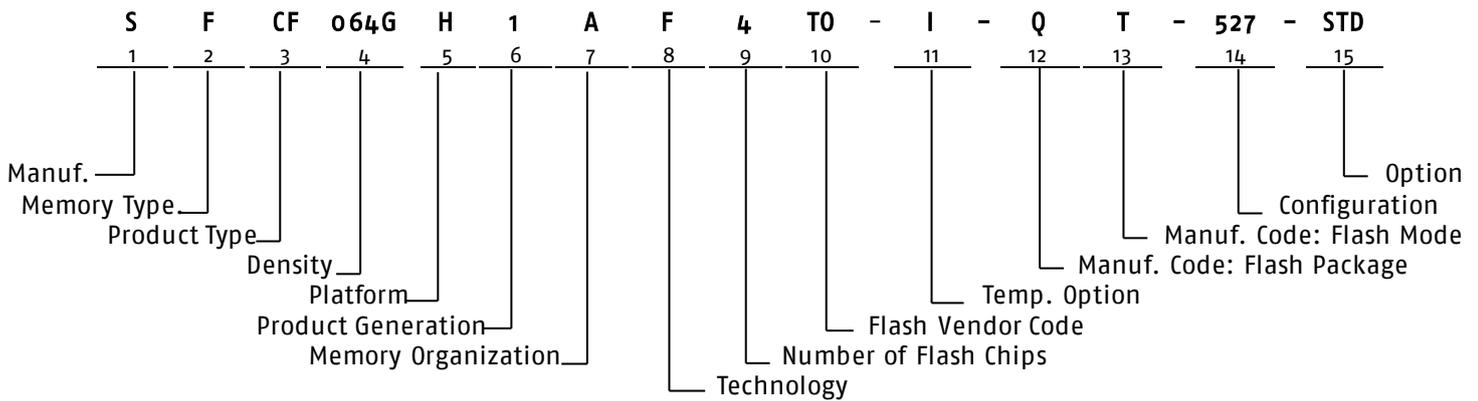 S F CF 064G H 1 A F 4 TO - I - Q T - 527 - STD
1 2 3 4 5 6 7 8 9 10 11 12 13 14 15
Manuf. Option
Memory Type. Configuration
Product Type Manuf. Code: Flash Mode
Density Manuf. Code: Flash Package
Platform Temp. Option
Product Generation Flash Vendor Code
Memory Organization Number of Flash Chips
Technology